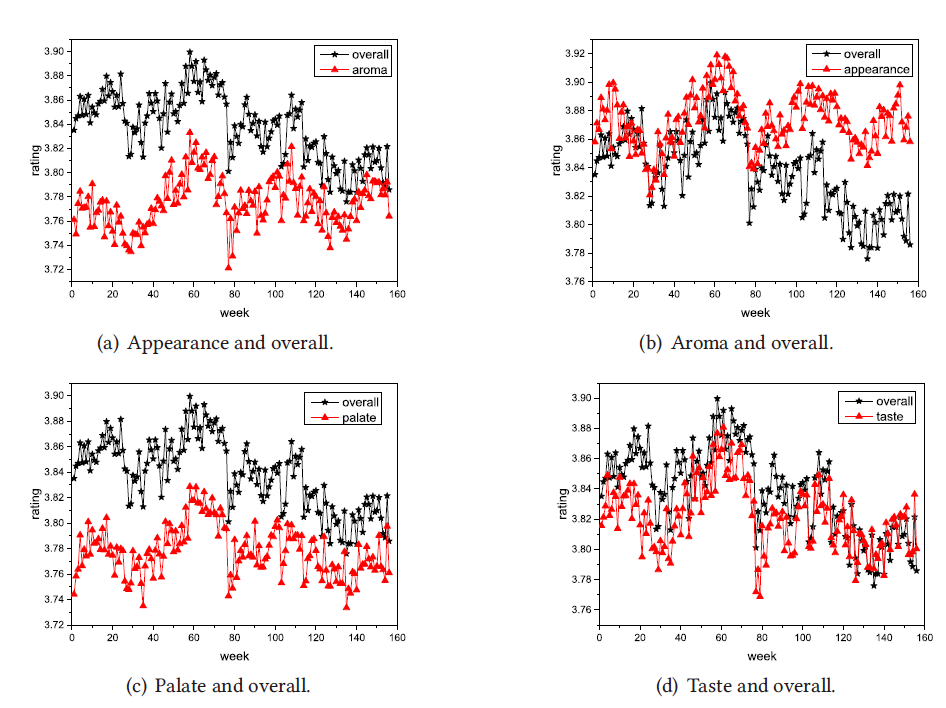 3.90
3.88
3.86
3.84
3.82
3.80
3.78
3.76
3.74
3.72
rating
overall
aroma
0 20 40 60 80 100 120 140 160
week
(a) Appearance and overall.
3.92
3.90
3.88
3.86
3.84
3.82
3.80
3.78
3.76
rating
overall
appearance
0 20 40 60 80 100 120 140 160
week
(b) Aroma and overall.
3.90
3.88
3.86
3.84
3.82
3.80
3.78
3.76
3.74
3.72
rating
overall
palate
0 20 40 60 80 100 120 140 160
week
(c) Palate and overall.
3.90
3.88
3.86
3.84
3.82
3.80
3.78
3.76
rating
overall
taste
0 20 40 60 80 100 120 140 160
week
(d) Taste and overall.